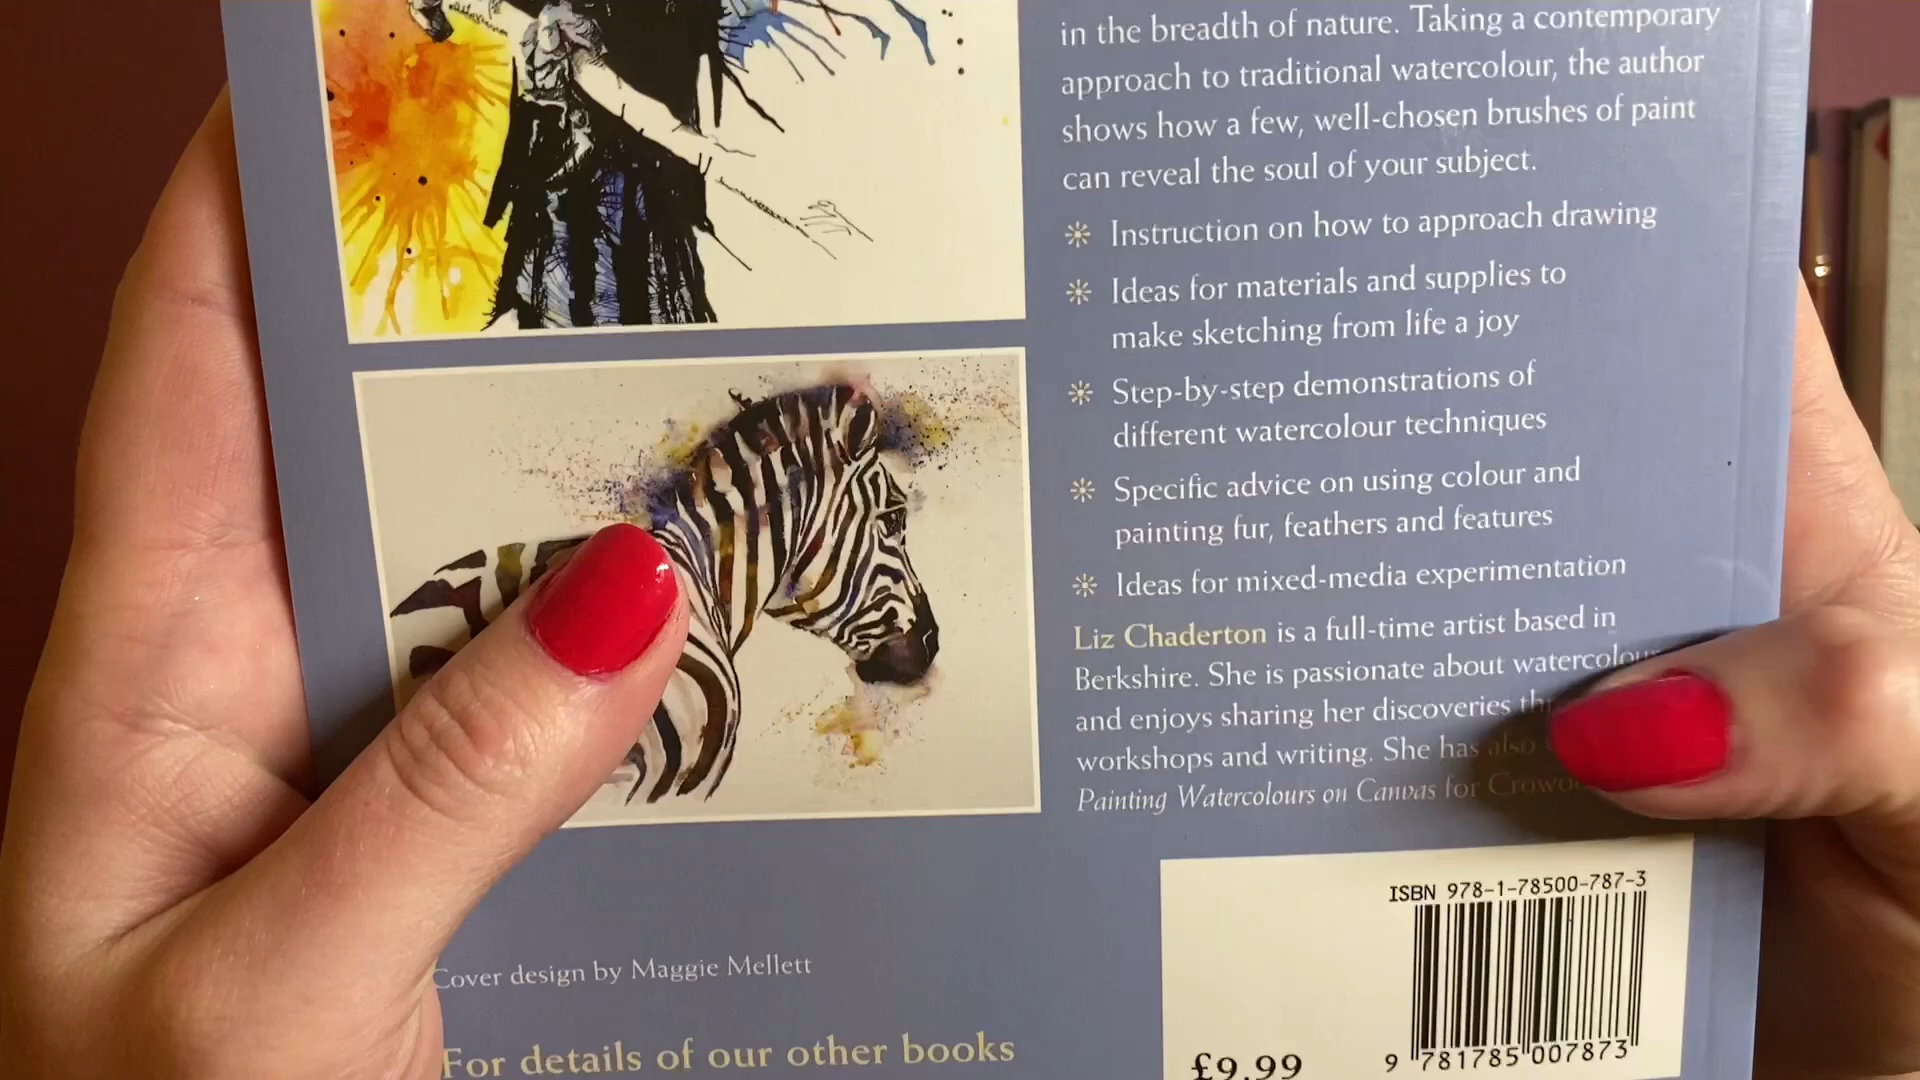 in the breadth of nature. Taking a contemporary
approach to traditional watercolour, the author
shows how a few, well-chosen brushes of paint
can reveal the soul of your subject.
Instruction on how to approach drawing
Ideas for materials and supplies to
make sketching from life a joy
Step-by-step demonstrations of
different watercolour techniques
Specific advice on using colour and
painting fur, feathers and features
Ideas for mixed-media experimentation
Liz Chaderton is a full-time artist based in
Berkshire. She is passionate about
and enjoys sharing her discoveries
workshops and writing. She has also
Painting Watercolours on Canvas for
Cover design by Maggie Mellett
For details of our other books
ISBN 978-1-78500-787-3
9 781785 007873
£9.99